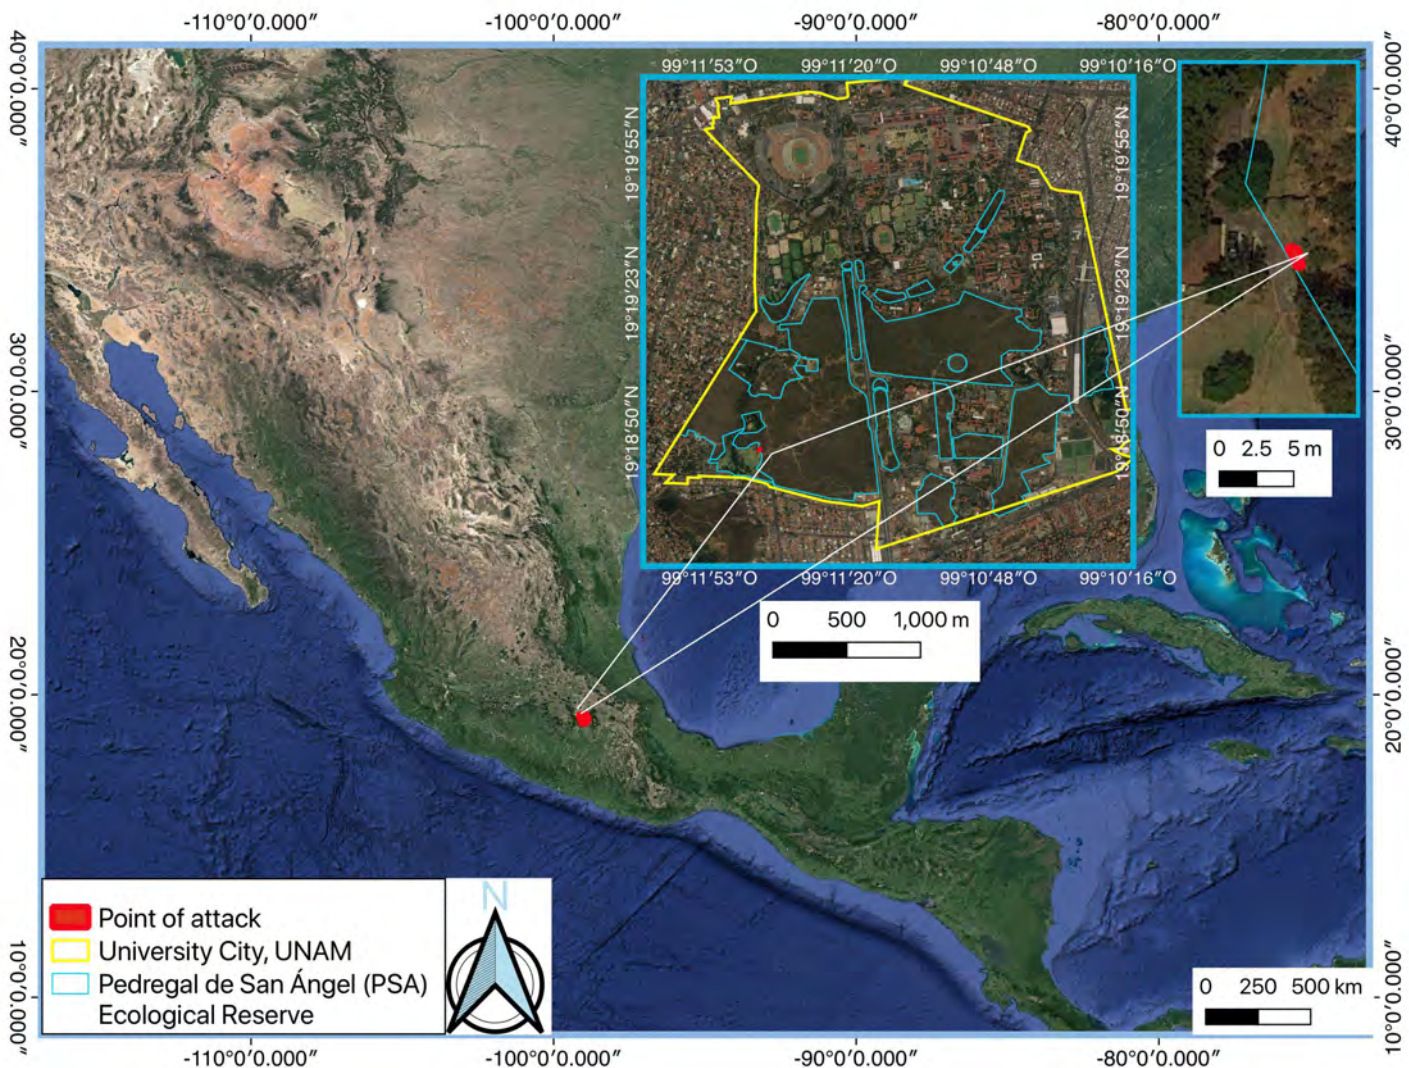 -110°0'0.000" -100°0'0.000" -90°0'0.000" -80°0'0.000"
40°0'0.000"
30°0'0.000"
20°0'0.000"
10°0'0.000"
99°11'53"O 99°11'20"O 99°10'48"O 99°10'16"O
19°19'55"N
19°19'23"N
19°18'50"N
19°19'55"N
19°19'23"N
19°18'50"N
99°11'53"O 99°11'20"O 99°10'48"O 99°10'16"O
0 500 1,000 m
0 2.5 5 m
40°0'0.000"
30°0'0.000"
20°0'0.000"
10°0'0.000"
Point of attack
University City, UNAM
Pedregal de San Ángel (PSA)
Ecological Reserve
N
0 250 500 km
-110°0'0.000" -100°0'0.000" -90°0'0.000" -80°0'0.000"